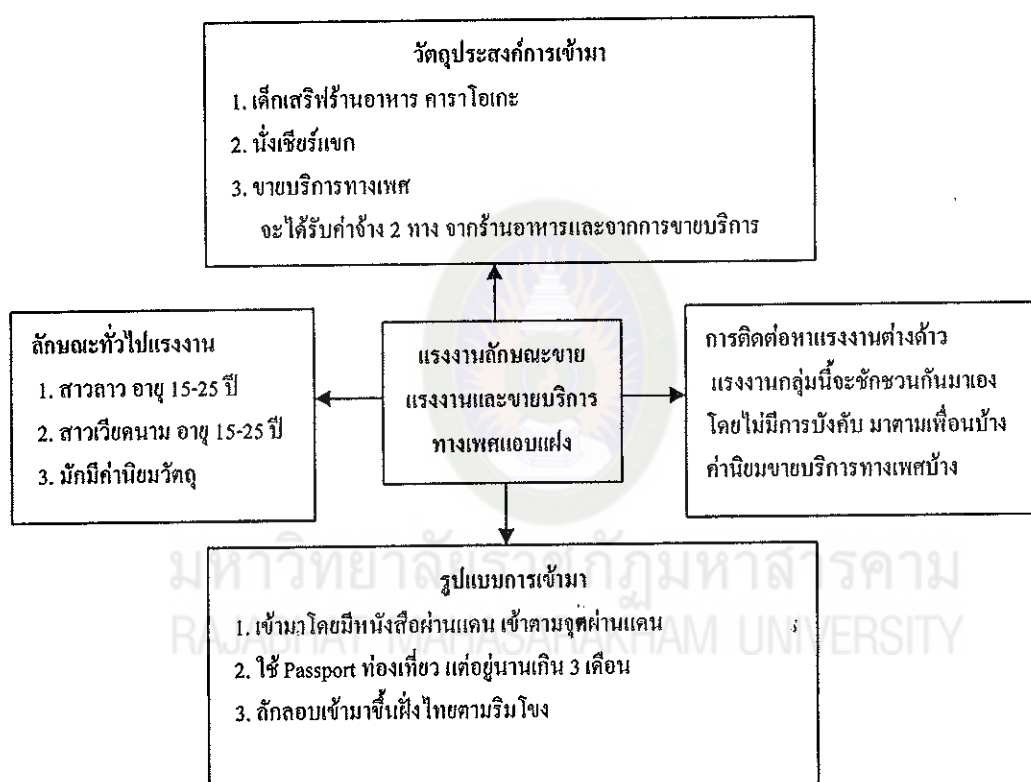 วัตถุประสงค์การเข้ามา
1. เด็กเสริฟร้านอาหาร คาราโอเกะ
2. นั่งเชียร์แขก
3. ขายบริการทางเพศ
จะได้รับค่าจ้าง 2 ทาง จากร้านอาหารและจากการขายบริการ
ลักษณะทั่วไปแรงงาน
1. สาวลาว อายุ 15-25 ปี
2. สาวเวียดนาม อายุ 15-25 ปี
3. มักมีค่านิยมวัตถุ
แรงงานลักษณะขาย
แรงงานและขายบริการ
ทางเพศแอบแฝง
การติดต่อหาแรงงานต่างด้าว
แรงงานกลุ่มนี้จะชักชวนกันมาเอง
โดยไม่มีการบังคับ มาตามเพื่อนบ้าง
ค่านิยมขายบริการทางเพศบ้าง
รูปแบบการเข้ามา
1. เข้ามาโดยมีหนังสือผ่านแดน เข้าตามจุดผ่านแดน
2. ใช้ Passport ท่องเที่ยว แต่อยู่นานเกิน 3 เดือน
3. ลักลอบเข้ามาขึ้นฝั่งไทยตามริมโขง
มหาวิทยาลัยราชภัฏมหาสารคาม
RAJABHAT MAHASARAKHAM UNIVERSITY